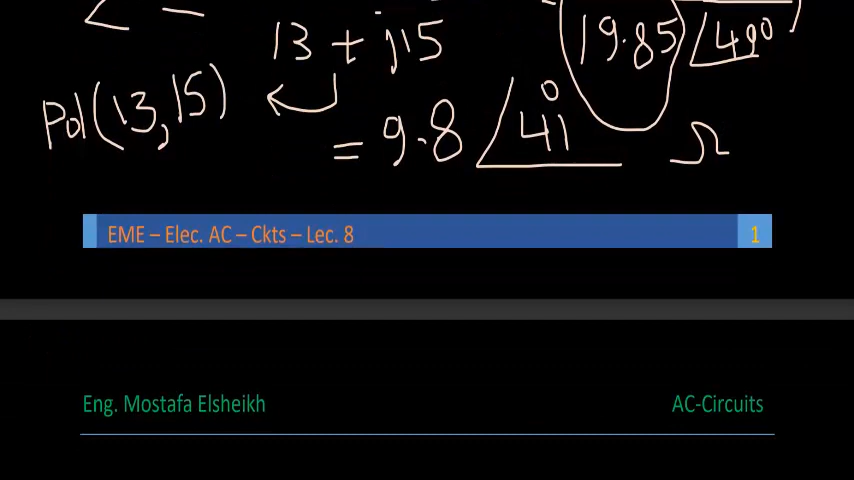 13 + j15
19.85 ∠49°
Pol(13,15)
= 9.8 ∠41° Ω
EME – Elec. AC – Ckts – Lec. 8 1
Eng. Mostafa Elsheikh AC-Circuits